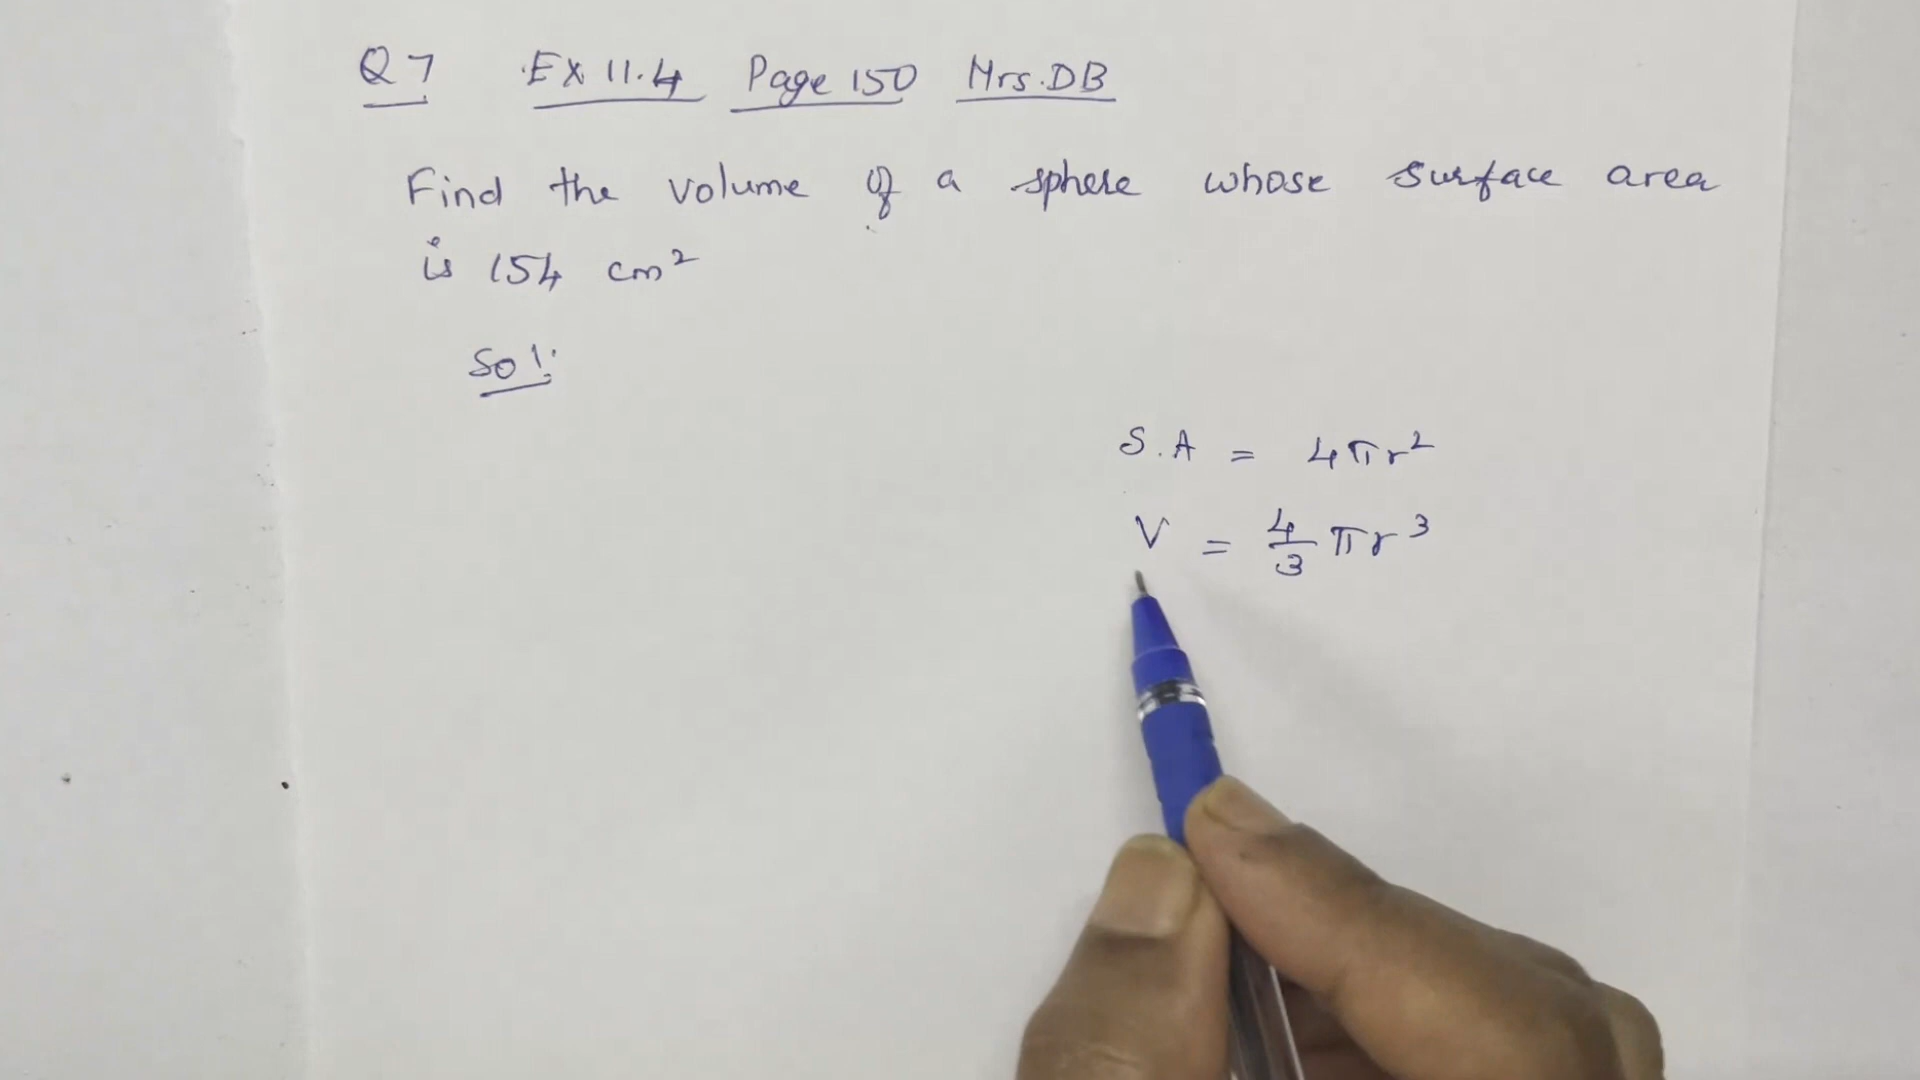 Q7 Ex 11.4 Page 150 Mrs.DB
Find the volume of a sphere whose surface area
is 154 cm²
Sol:
S.A = 4πr²
V = 4/3 πr³